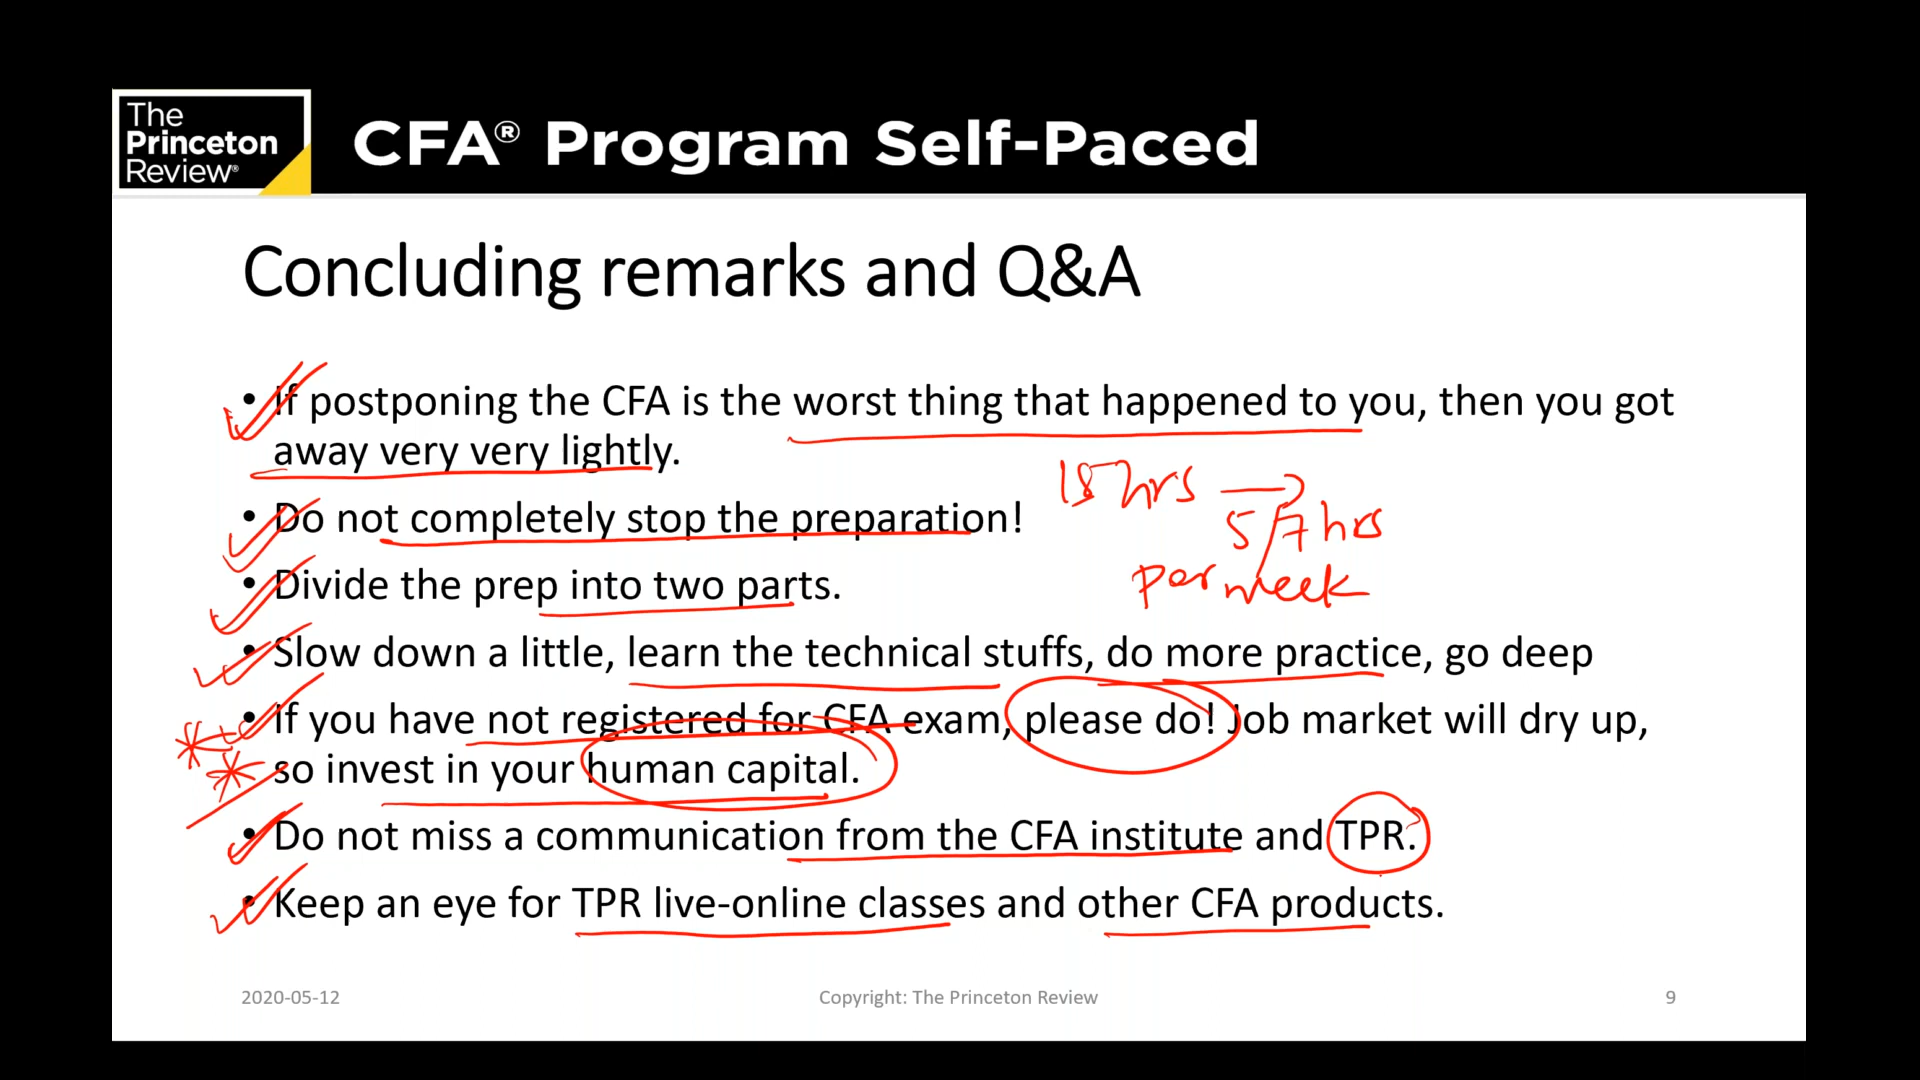 The
Princeton
Review®
CFA® Program Self-Paced
Concluding remarks and Q&A
• If postponing the CFA is the worst thing that happened to you, then you got
away very very lightly.
• Do not completely stop the preparation!
hrs →
5/7 hrs
per week
• Divide the prep into two parts.
• Slow down a little, learn the technical stuffs, do more practice, go deep
• If you have not registered for CFA exam, please do! Job market will dry up,
so invest in your human capital.
• Do not miss a communication from the CFA institute and TPR.
• Keep an eye for TPR live-online classes and other CFA products.
2020-05-12
Copyright: The Princeton Review
9